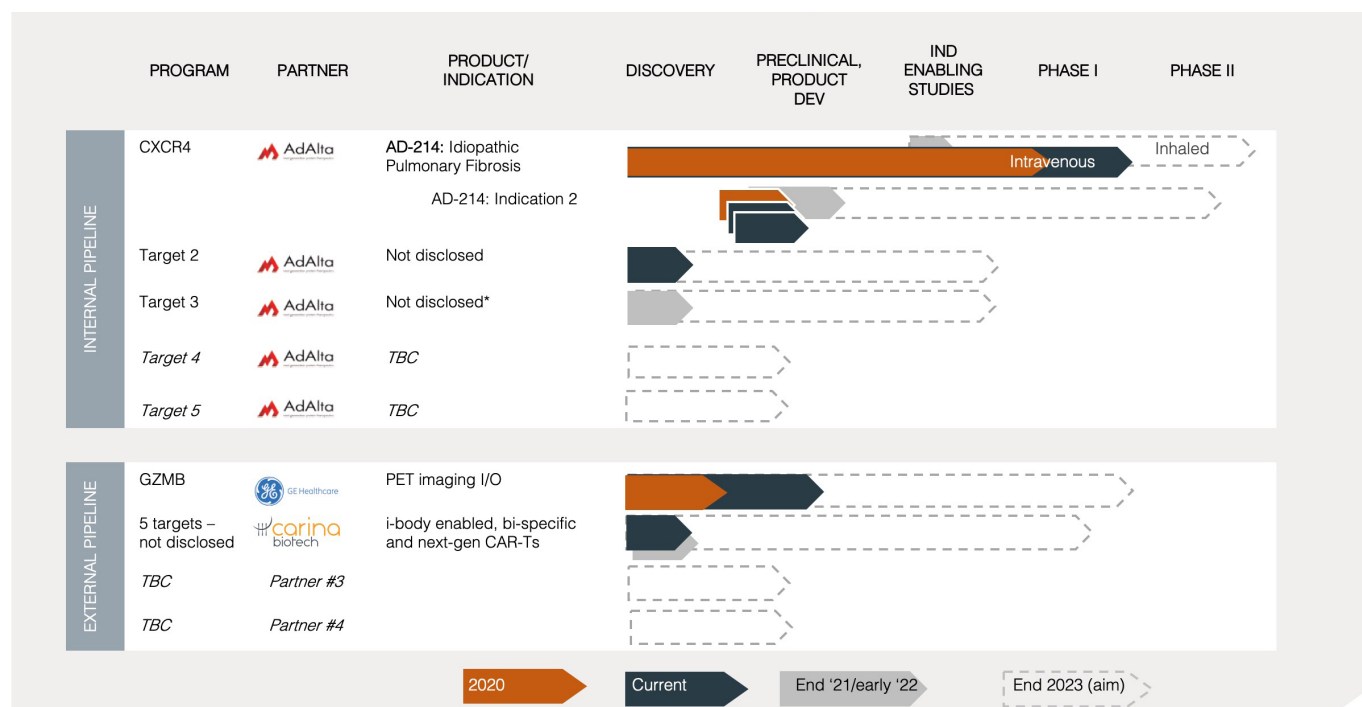 PROGRAM
PARTNER
PRODUCT/
INDICATION
DISCOVERY
PRECLINICAL,
PRODUCT
DEV
IND
ENABLING
STUDIES
PHASE I
PHASE II
INTERNAL PIPELINE
CXCR4
AdAlta
AD-214: Idiopathic
Pulmonary Fibrosis
Intravenous
Inhaled
AD-214: Indication 2
Target 2
AdAlta
Not disclosed
Target 3
AdAlta
Not disclosed*
Target 4
AdAlta
TBC
Target 5
AdAlta
TBC
EXTERNAL PIPELINE
GZMB
GE Healthcare
PET imaging I/O
5 targets –
not disclosed
carina
biotech
i-body enabled, bi-specific
and next-gen CAR-Ts
TBC
Partner #3
TBC
Partner #4
2020
Current
End ‘21/early ‘22
End 2023 (aim)